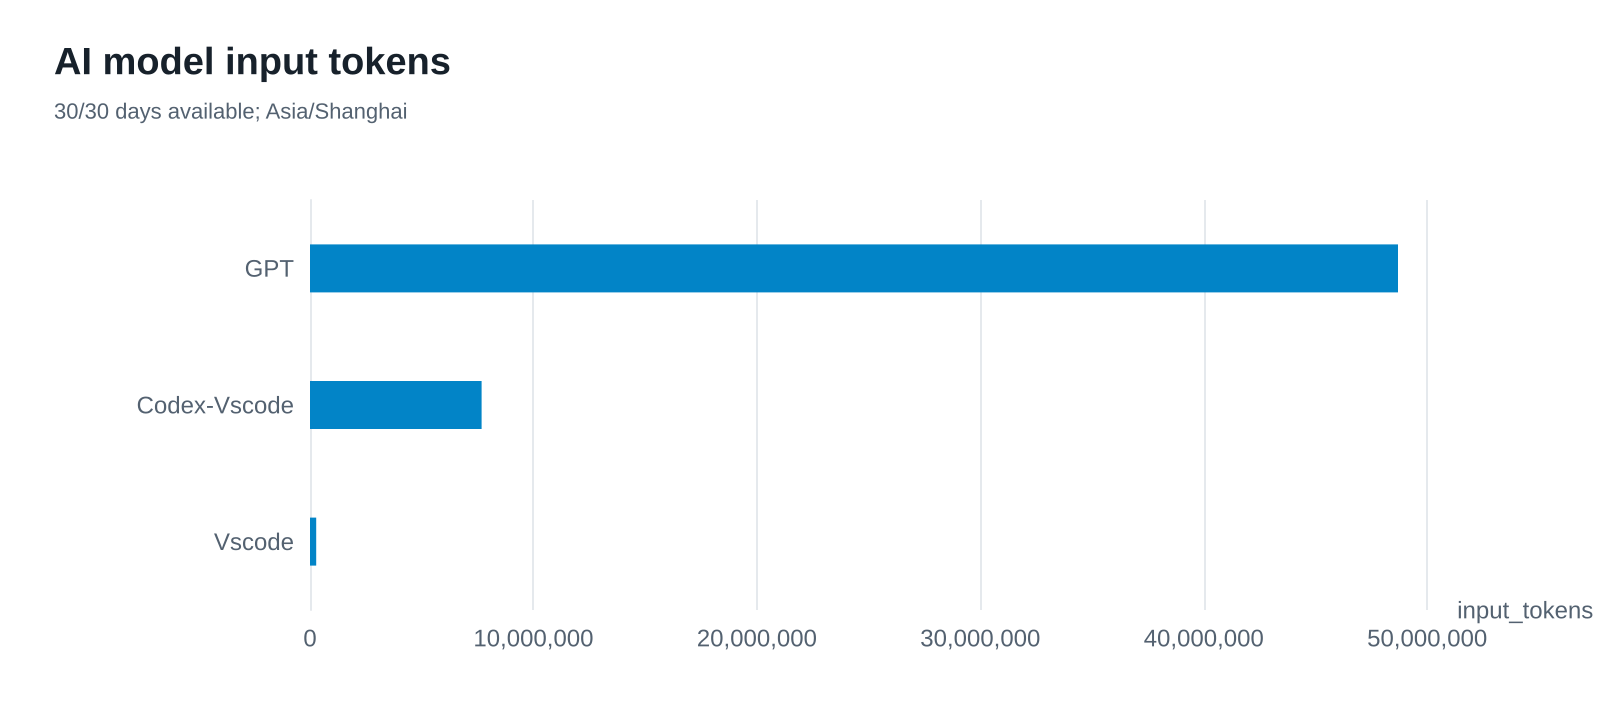 AI model input tokens
30/30 days available; Asia/Shanghai
GPT
Codex-Vscode
Vscode
input_tokens
0 10,000,000 20,000,000 30,000,000 40,000,000 50,000,000